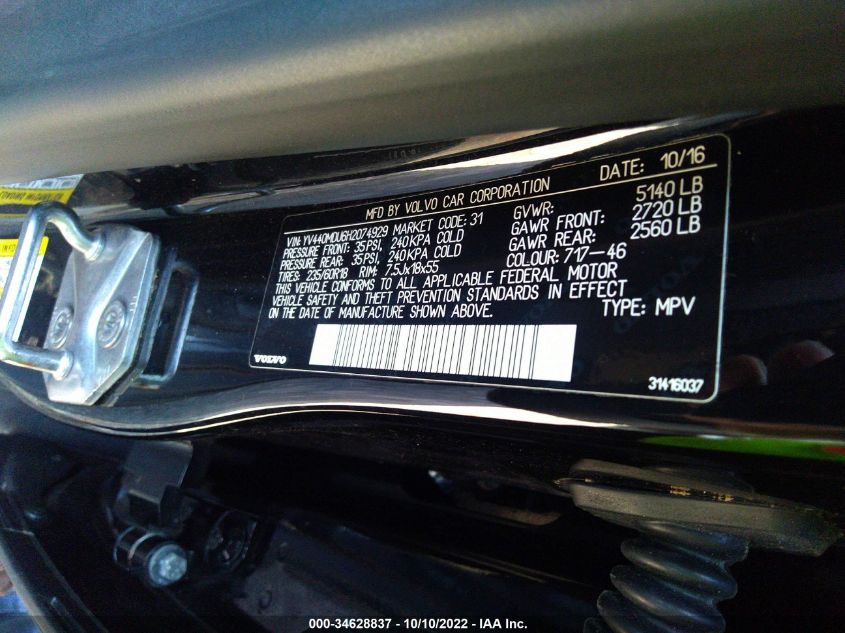 MFD BY VOLVO CAR CORPORATION DATE: 10/16
VIN: YV440MDU6H2074929 MARKET CODE: 31 GVWR: 5140 LB
PRESSURE FRONT: 35PSI, 240KPA COLD GAWR FRONT: 2720 LB
PRESSURE REAR: 35PSI, 240KPA COLD GAWR REAR: 2560 LB
TIRES: 235/60R18 RIM: 7.5Jx18x55 COLOUR: 717-46
THIS VEHICLE CONFORMS TO ALL APPLICABLE FEDERAL MOTOR
VEHICLE SAFETY AND THEFT PREVENTION STANDARDS IN EFFECT
ON THE DATE OF MANUFACTURE SHOWN ABOVE. TYPE: MPV
VOLVO 31416037
000-34628837 - 10/10/2022 - IAA Inc.